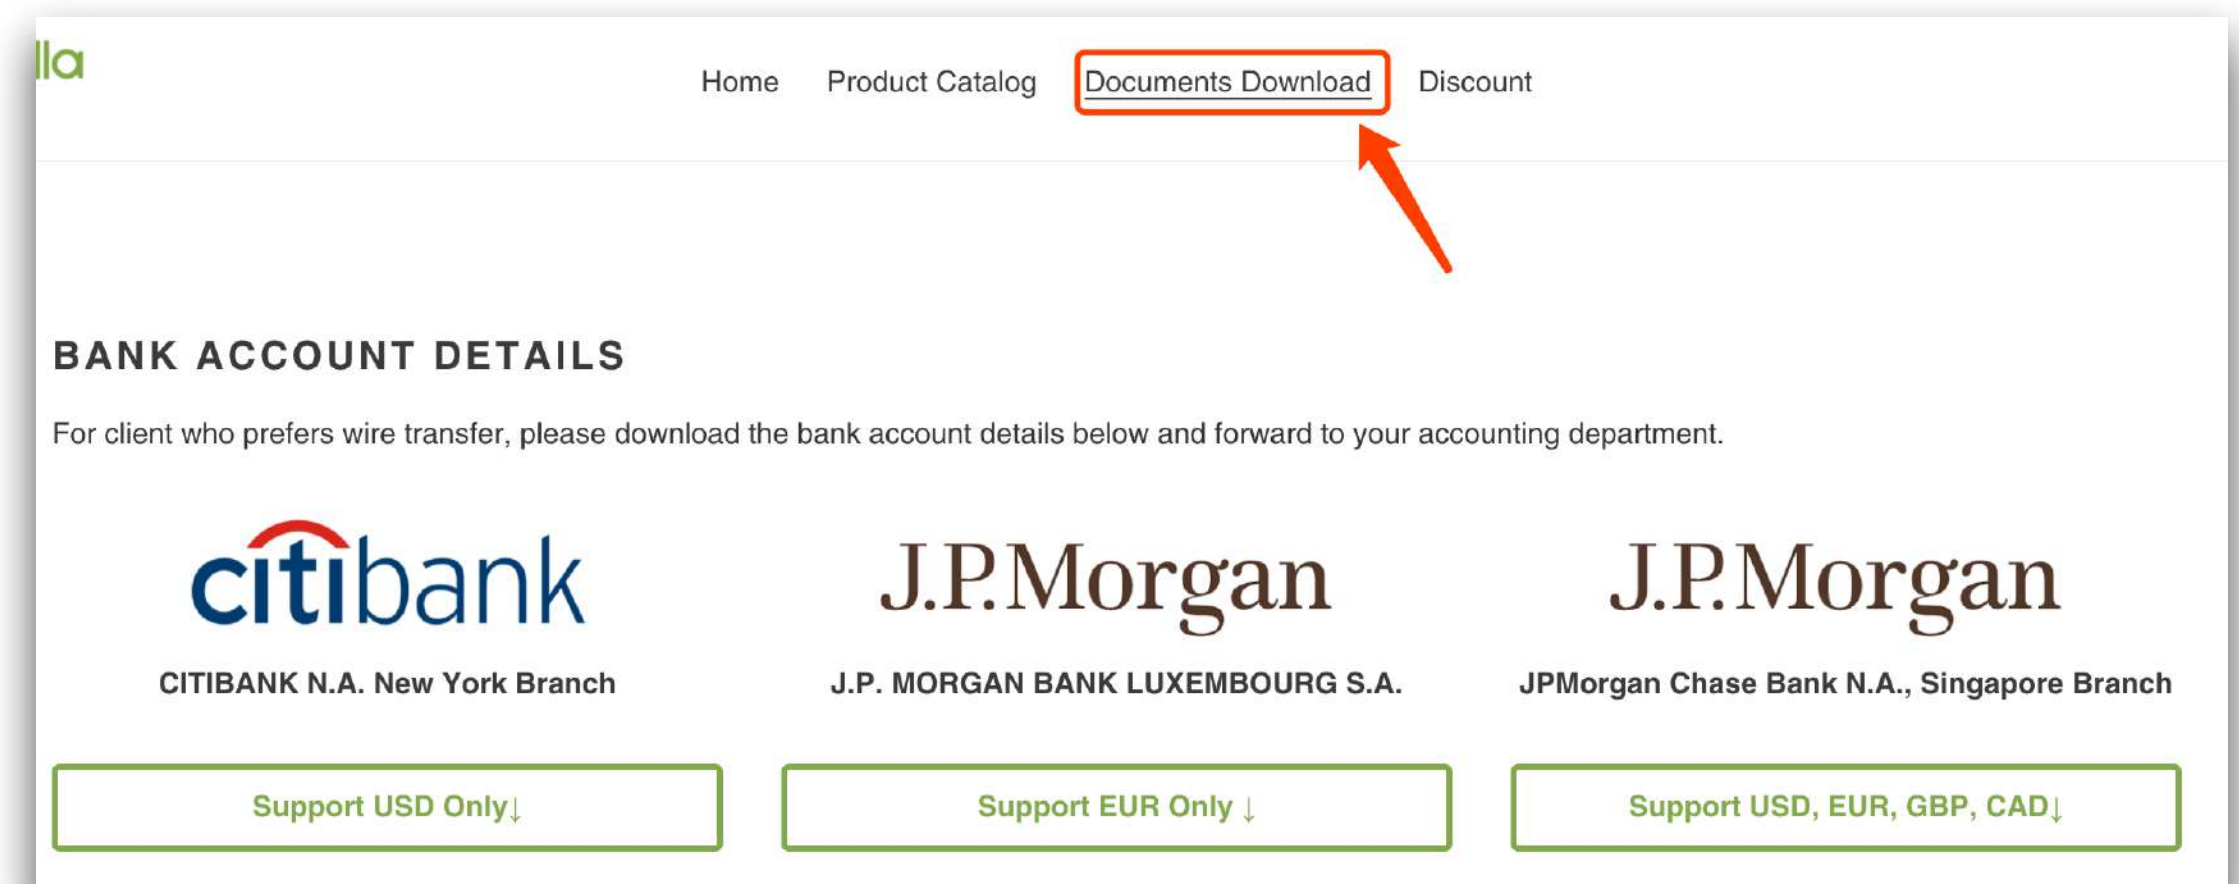 lla
Home Product Catalog Documents Download Discount
BANK ACCOUNT DETAILS
For client who prefers wire transfer, please download the bank account details below and forward to your accounting department.
citibank J.P.Morgan J.P.Morgan
CITIBANK N.A. New York Branch J.P. MORGAN BANK LUXEMBOURG S.A. JPMorgan Chase Bank N.A., Singapore Branch
Support USD Only↓ Support EUR Only ↓ Support USD, EUR, GBP, CAD↓